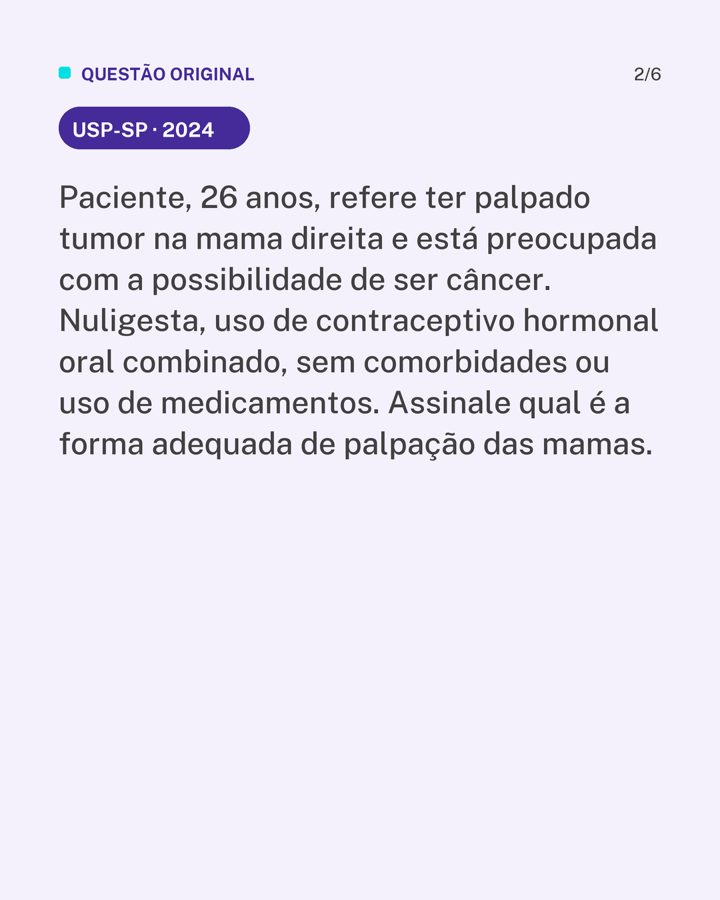 QUESTÃO ORIGINAL
2/6
USP-SP · 2024
Paciente, 26 anos, refere ter palpado
tumor na mama direita e está preocupada
com a possibilidade de ser câncer.
Nuligesta, uso de contraceptivo hormonal
oral combinado, sem comorbidades ou
uso de medicamentos. Assinale qual é a
forma adequada de palpação das mamas.